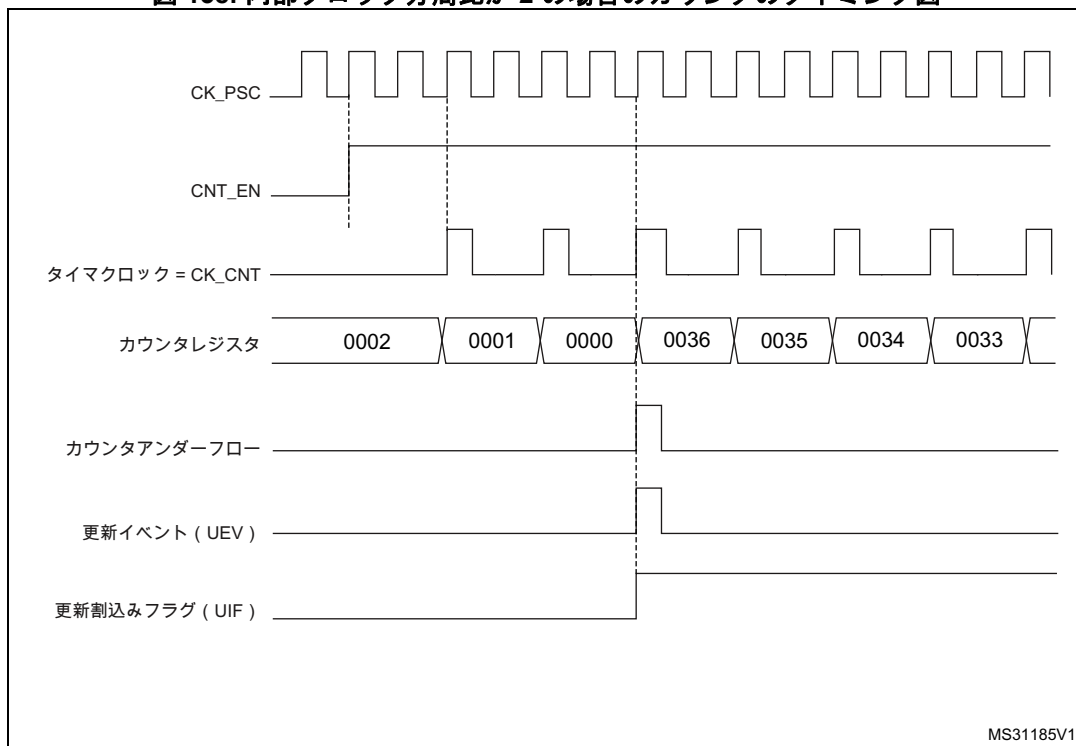 CK_PSC
CNT_EN
タイマクロック = CK_CNT
カウンタレジスタ 0002 0001 0000 0036 0035 0034 0033
カウンタアンダーフロー
更新イベント ( UEV )
更新割込みフラグ ( UIF )
MS31185V1